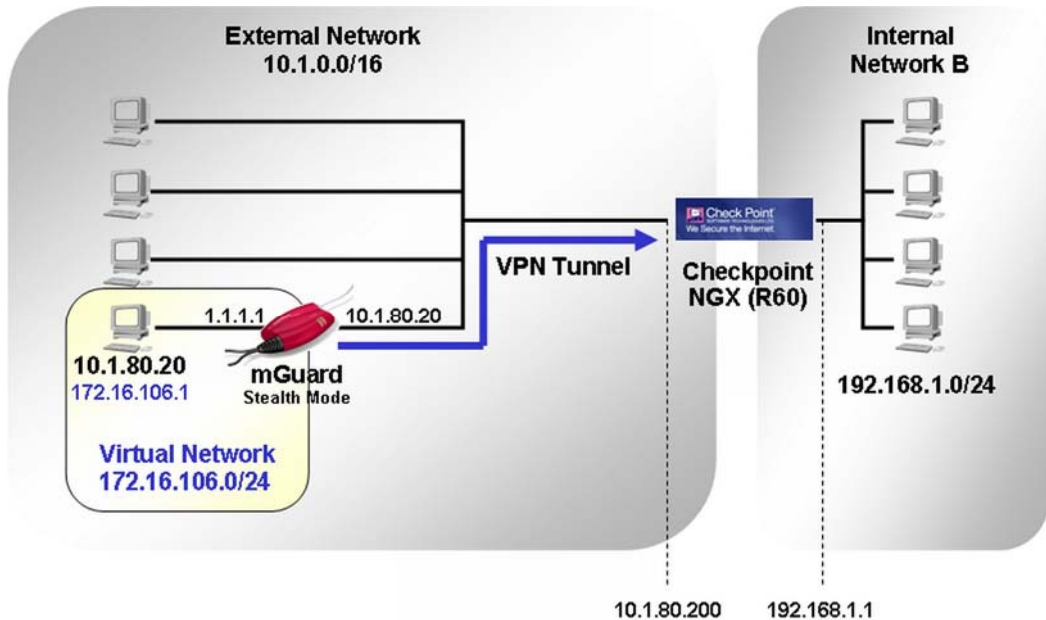 External Network
10.1.0.0/16
Internal
Network B
Check Point
SOFTWARE TECHNOLOGIES LTD.
We Secure the Internet.
VPN Tunnel
Checkpoint
NGX (R60)
1.1.1.1
10.1.80.20
10.1.80.20
172.16.106.1
mGuard
Stealth Mode
192.168.1.0/24
Virtual Network
172.16.106.0/24
10.1.80.200
192.168.1.1